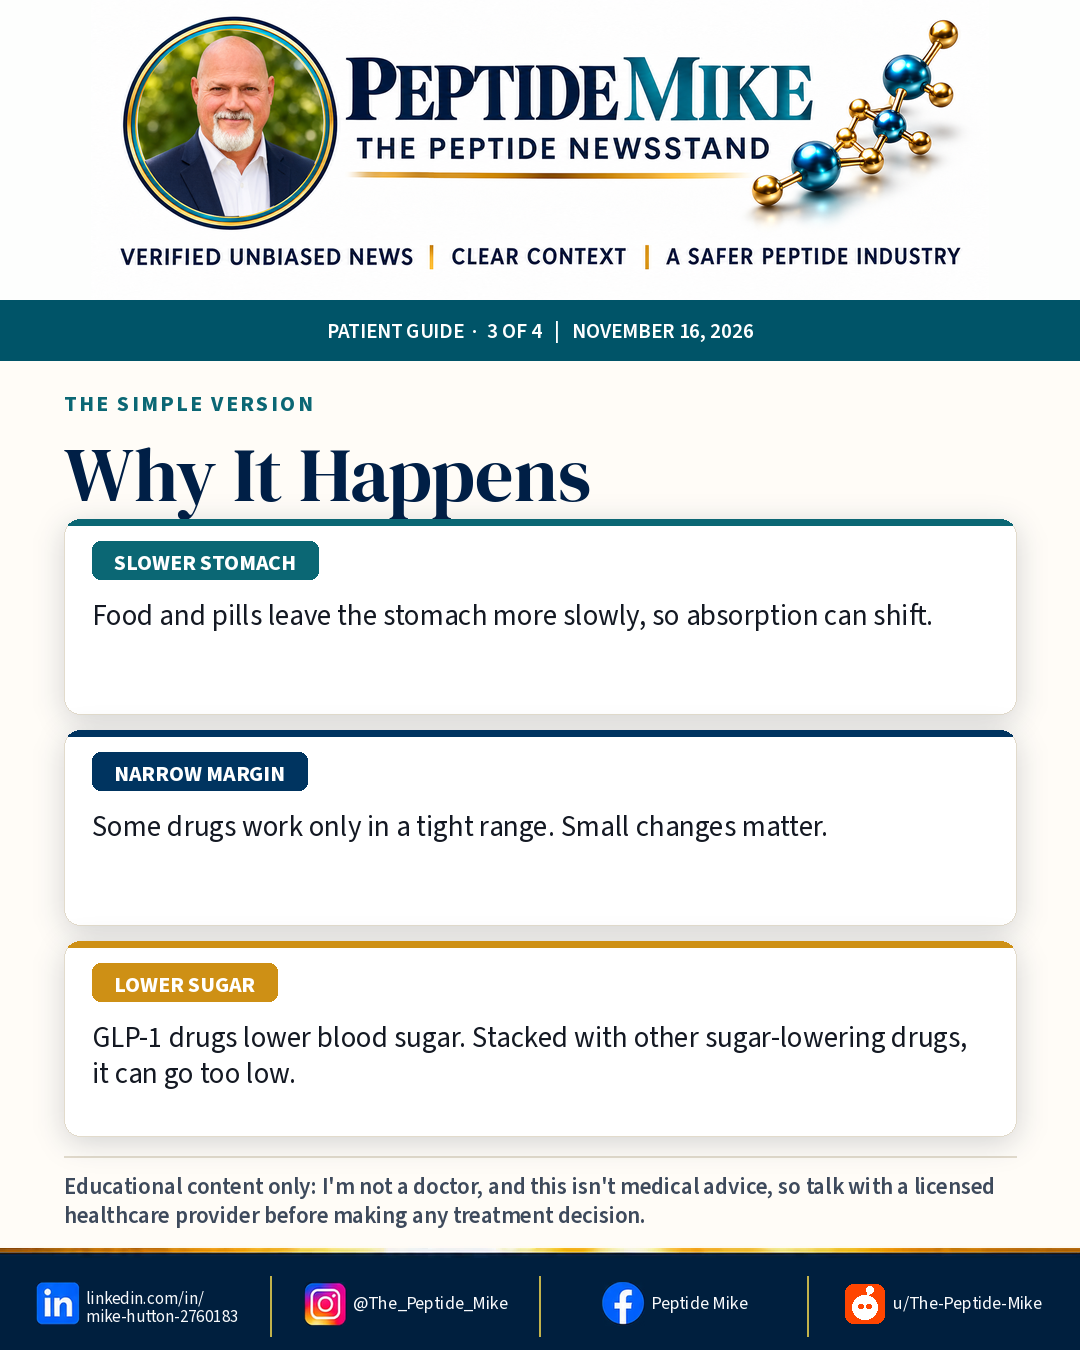 PEPTIDEMIKE
THE PEPTIDE NEWSSTAND
VERIFIED UNBIASED NEWS | CLEAR CONTEXT | A SAFER PEPTIDE INDUSTRY
PATIENT GUIDE · 3 OF 4 | NOVEMBER 16, 2026
THE SIMPLE VERSION
Why It Happens
SLOWER STOMACH
Food and pills leave the stomach more slowly, so absorption can shift.
NARROW MARGIN
Some drugs work only in a tight range. Small changes matter.
LOWER SUGAR
GLP-1 drugs lower blood sugar. Stacked with other sugar-lowering drugs,
it can go too low.
Educational content only: I'm not a doctor, and this isn't medical advice, so talk with a licensed
healthcare provider before making any treatment decision.
linkedin.com/in/
mike-hutton-2760183
@The_Peptide_Mike
Peptide Mike
u/The-Peptide-Mike